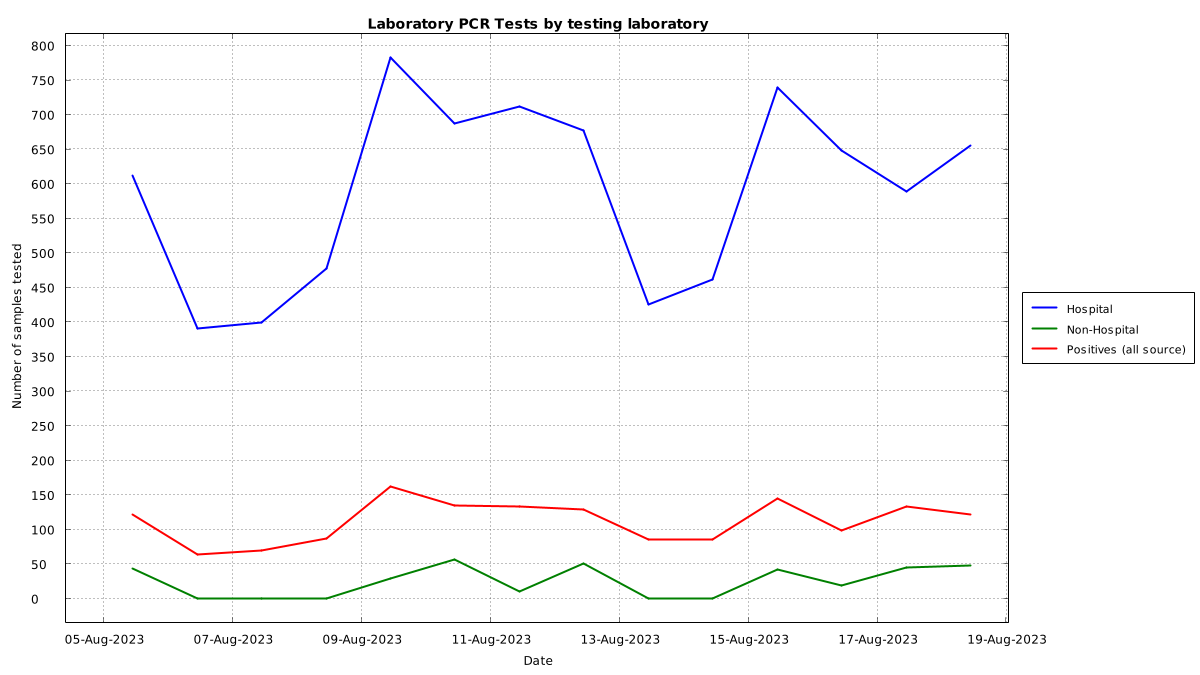 Laboratory PCR Tests by testing laboratory
800
750
700
650
600
550
500
450
400
350
300
250
200
150
100
50
0
Number of samples tested
05-Aug-2023
07-Aug-2023
09-Aug-2023
11-Aug-2023
13-Aug-2023
15-Aug-2023
17-Aug-2023
19-Aug-2023
Date
Hospital
Non-Hospital
Positives (all source)